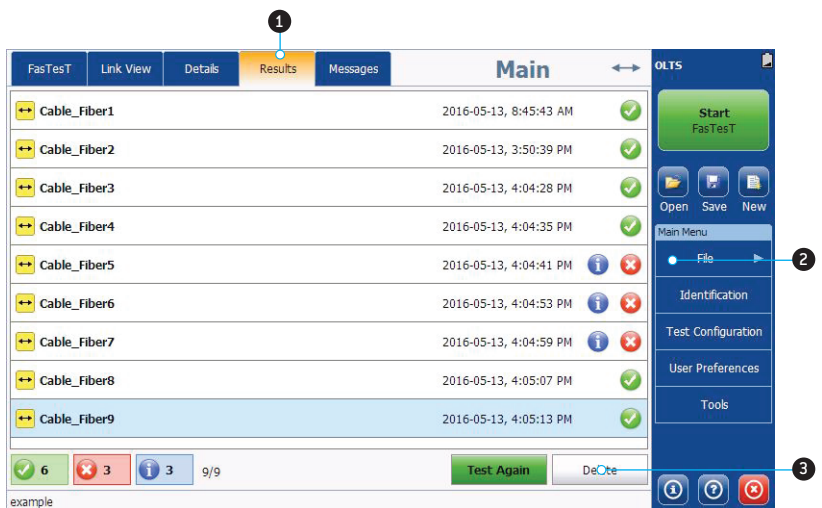 1
FasTesT Link View Details Results Messages Main OLTS
Cable_Fiber1 2016-05-13, 8:45:43 AM
Cable_Fiber2 2016-05-13, 3:50:39 PM
Cable_Fiber3 2016-05-13, 4:04:28 PM
Cable_Fiber4 2016-05-13, 4:04:35 PM
Cable_Fiber5 2016-05-13, 4:04:41 PM
Cable_Fiber6 2016-05-13, 4:04:53 PM
Cable_Fiber7 2016-05-13, 4:04:59 PM
Cable_Fiber8 2016-05-13, 4:05:07 PM
Cable_Fiber9 2016-05-13, 4:05:13 PM
6 3 3 9/9 Test Again Delete
example
Start
FasTesT
Open Save New
Main Menu
File 2
Identification
Test Configuration
User Preferences
Tools
3